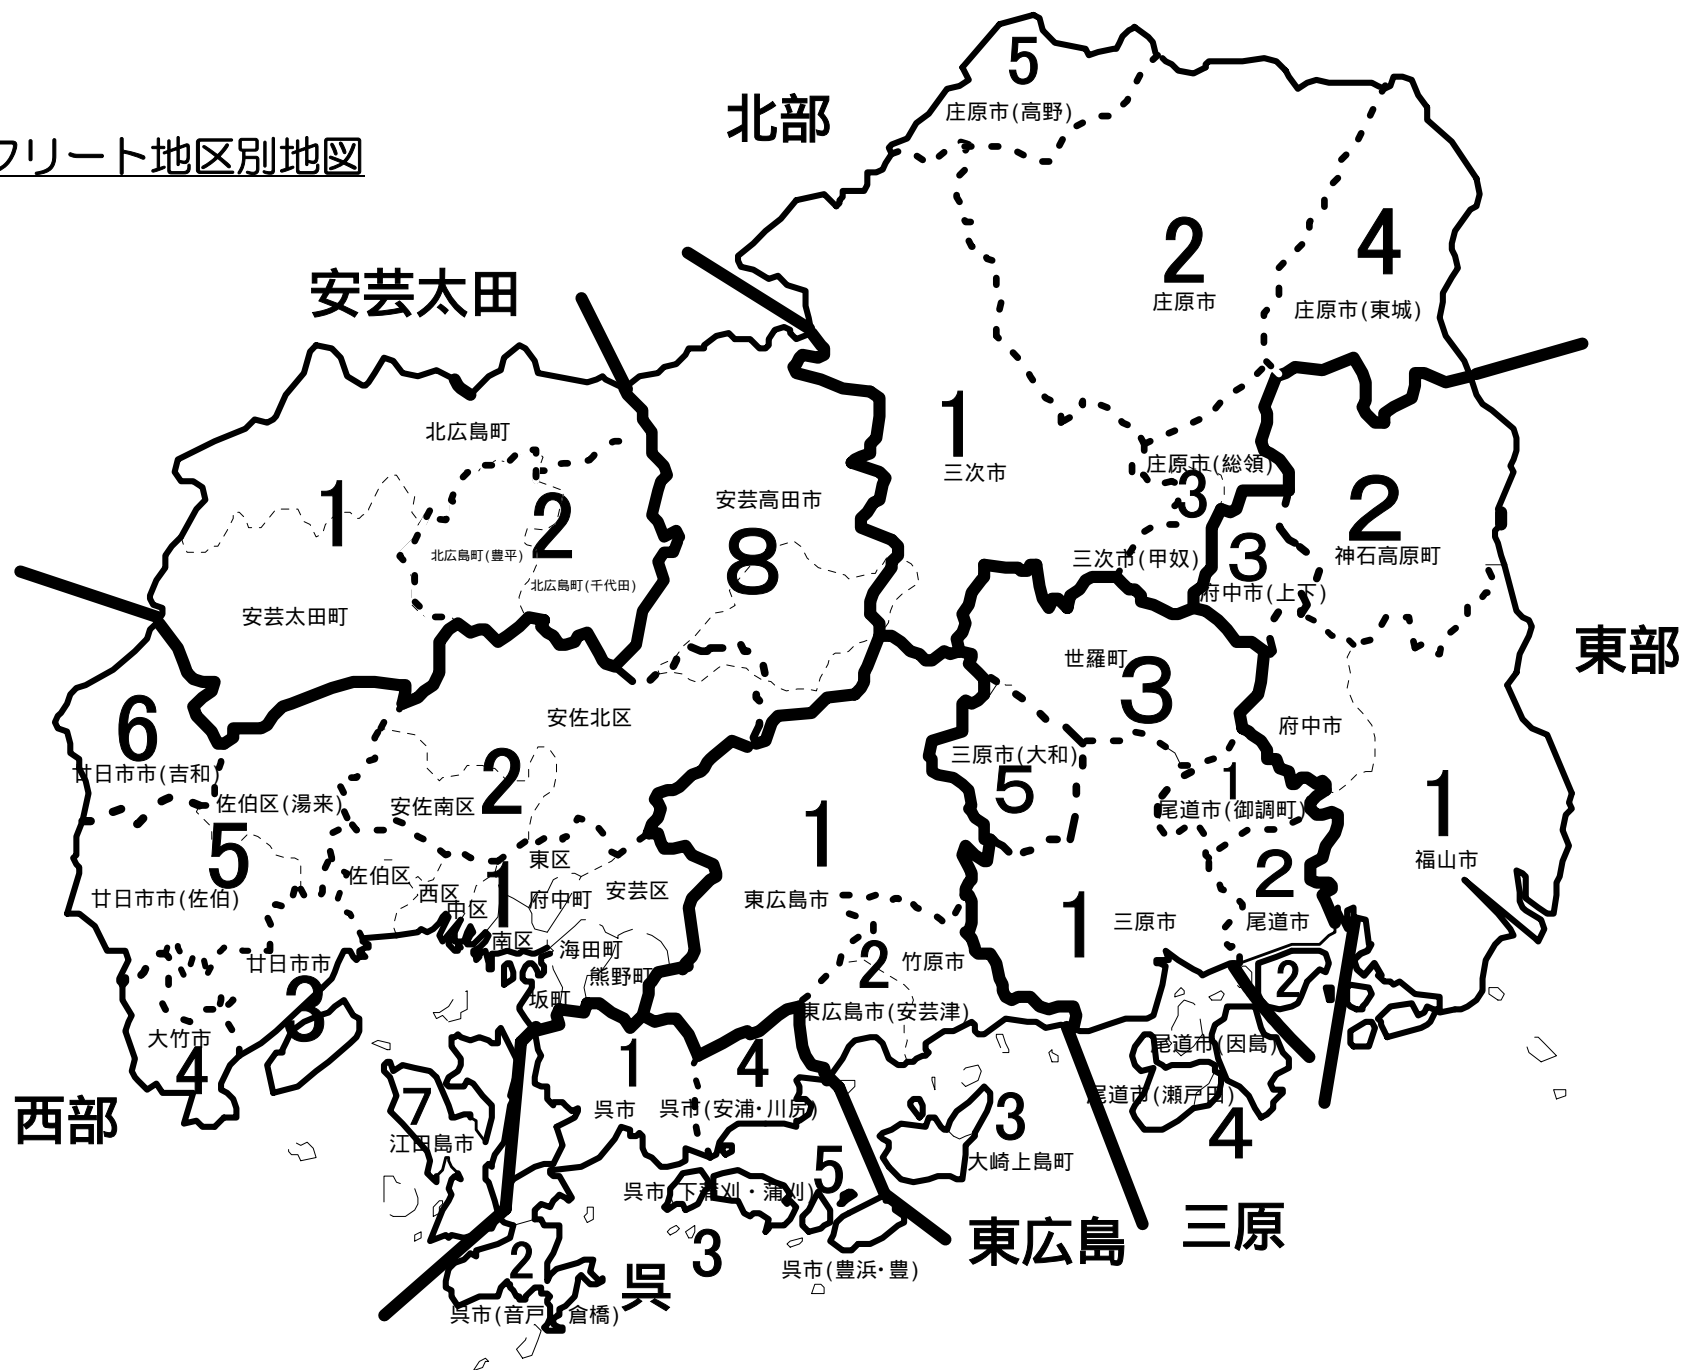 フリート地区別地図
北部
5
庄原市(高野)
2
庄原市
4
庄原市(東城)
1
三次市
庄原市(総領)
3
三次市(甲奴)
安芸太田
北広島町
1
2
北広島町(豊平)
北広島町(千代田)
安芸太田町
安芸高田市
8
東部
2
神石高原町
3
府中市(上下)
府中市
1
福山市
世羅町
3
三原市(大和)
5
1
尾道市(御調町)
2
尾道市
1
三原市
2
尾道市(因島)
尾道市(瀬戸田)
4
三原
6
廿日市市(吉和)
佐伯区(湯来)
5
廿日市市(佐伯)
安佐北区
2
安佐南区
佐伯区
西区
中区
1
東区
府中町
安芸区
南区
海田町
熊野町
坂町
廿日市市
3
大竹市
4
西部
7
江田島市
1
東広島市
2
竹原市
東広島市(安芸津)
3
大崎上島町
東広島
1
呉市
4
呉市(安浦・川尻)
5
呉市(下蒲刈・蒲刈)
3
呉市(豊浜・豊)
2
呉市(音戸・倉橋)
呉